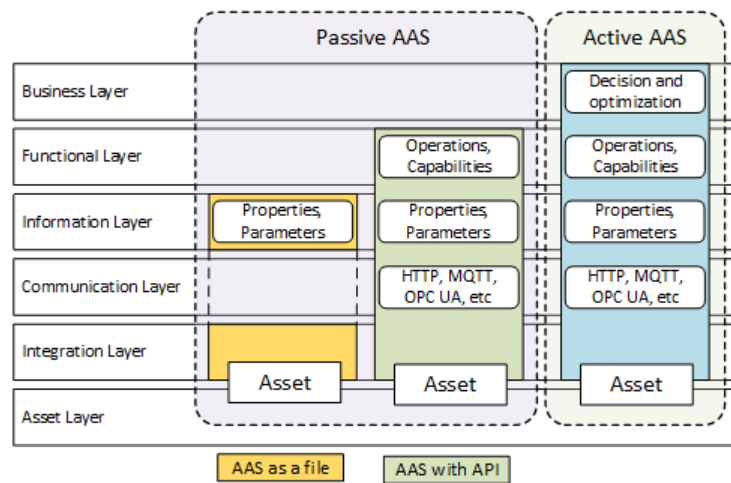 Passive AAS
Active AAS
Business Layer
Decision and
optimization
Functional Layer
Operations,
Capabilities
Operations,
Capabilities
Information Layer
Properties,
Parameters
Properties,
Parameters
Properties,
Parameters
Communication Layer
HTTP, MQTT,
OPC UA, etc
HTTP, MQTT,
OPC UA, etc
Integration Layer
Asset
Asset
Asset
Asset Layer
AAS as a file
AAS with API